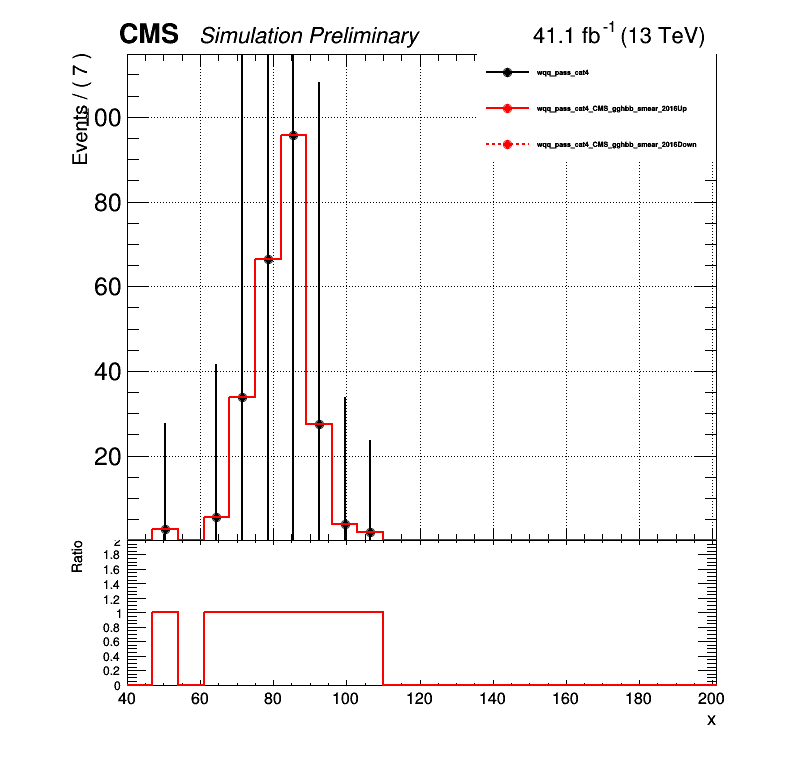 CMS Simulation Preliminary 41.1 fb-1 (13 TeV)
Events / ( 7 )
wqq_pass_cat4
wqq_pass_cat4_CMS_gghbb_smear_2016Up
wqq_pass_cat4_CMS_gghbb_smear_2016Down
100
80
60
40
20
Ratio
2
1.8
1.6
1.4
1.2
1
0.8
0.6
0.4
0.2
0
40 60 80 100 120 140 160 180 200
x